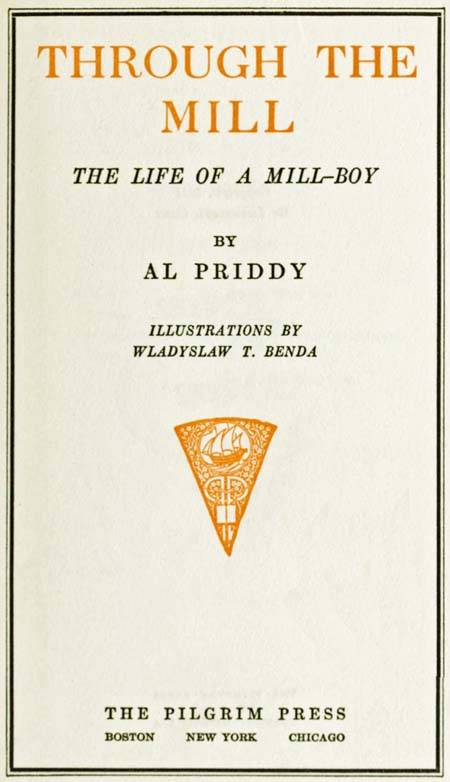 THROUGH THE
MILL
THE LIFE OF A MILL-BOY
BY
AL PRIDDY
ILLUSTRATIONS BY
WLADYSLAW T. BENDA
THE PILGRIM PRESS
BOSTON NEW YORK CHICAGO